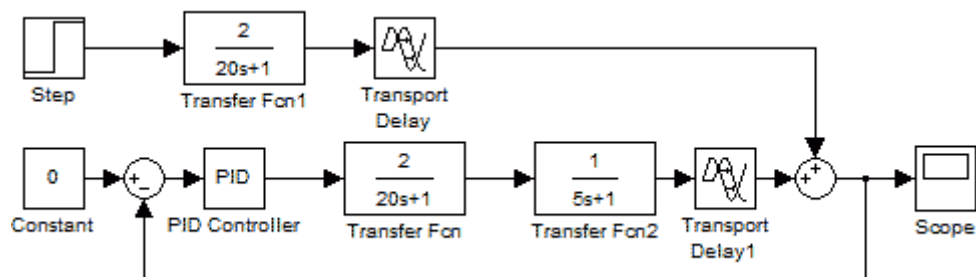 2
20s+1
Step
Transfer Fcn1
Transport
Delay
0
+
−
PID
2
20s+1
1
5s+1
+
+
Constant
PID Controller
Transfer Fcn
Transfer Fcn2
Transport
Delay1
Scope